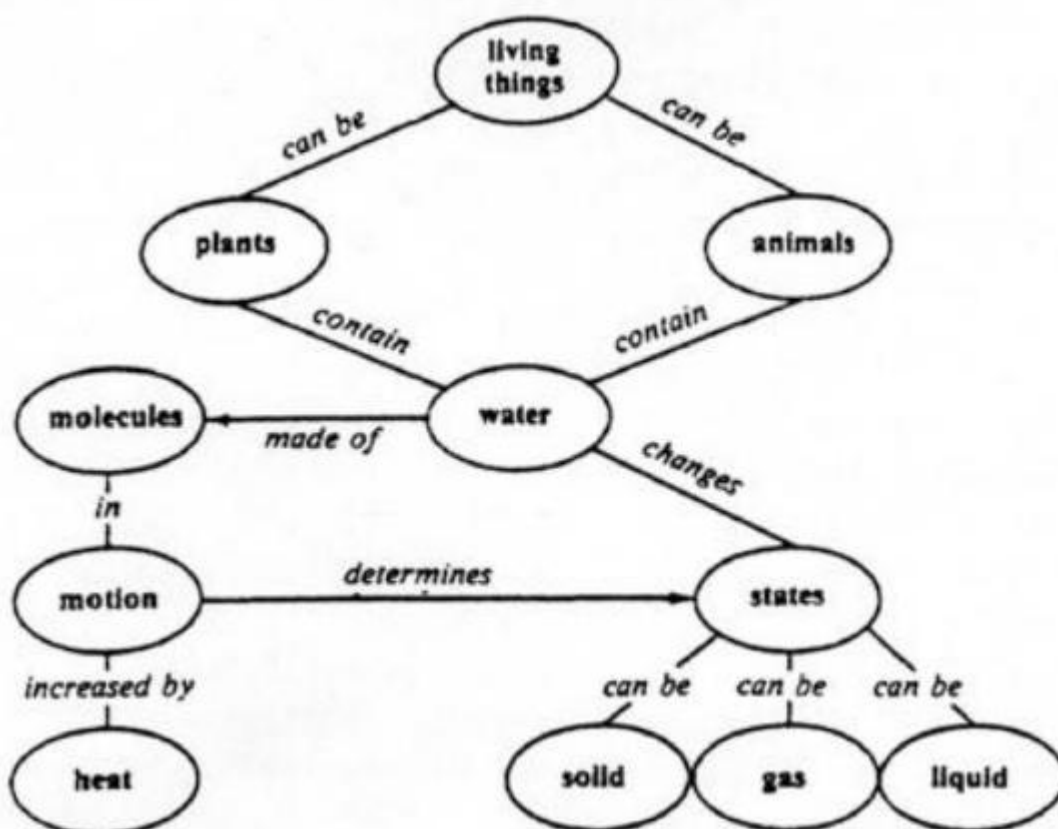 living
things
can be
can be
plants
animals
contain
contain
molecules
made of
water
changes
in
motion
determines
states
increased by
can be
can be
can be
heat
solid
gas
liquid